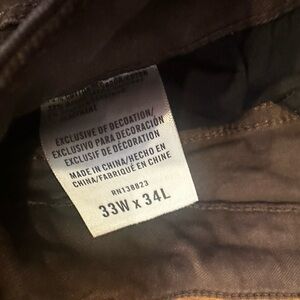 EXCLUSIVE OF DECOATION/
EXCLUSIVO PARA DECORACIÓN
EXCLUSIF DE DÉCORATION
MADE IN CHINA/HECHO EN
CHINA/FABRIQUÉ EN CHINE
RN138823
33W x 34L